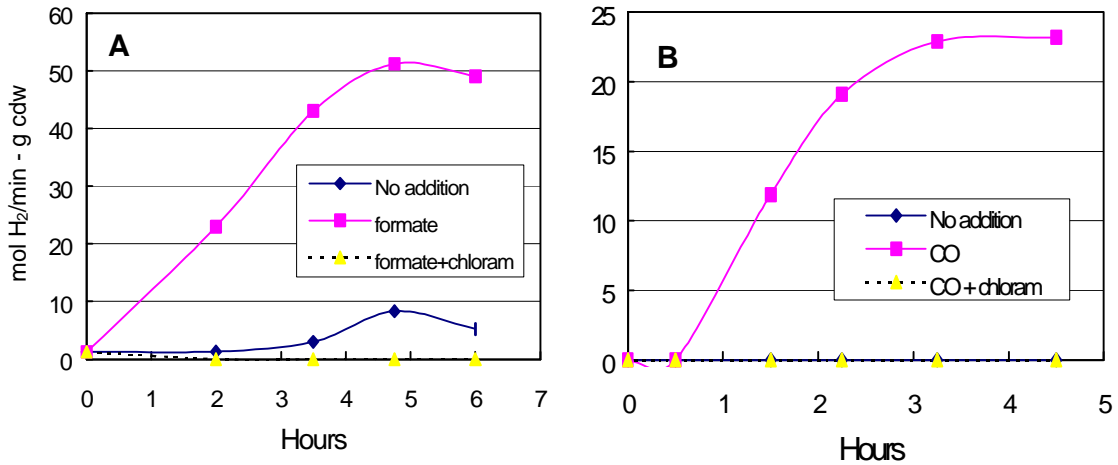 A
mol H₂/min - g cdw
60
50
40
30
20
10
0
No addition
formate
formate+chloram
0 1 2 3 4 5 6 7
Hours
B
25
20
15
10
5
0
No addition
CO
CO + chloram
0 1 2 3 4 5
Hours